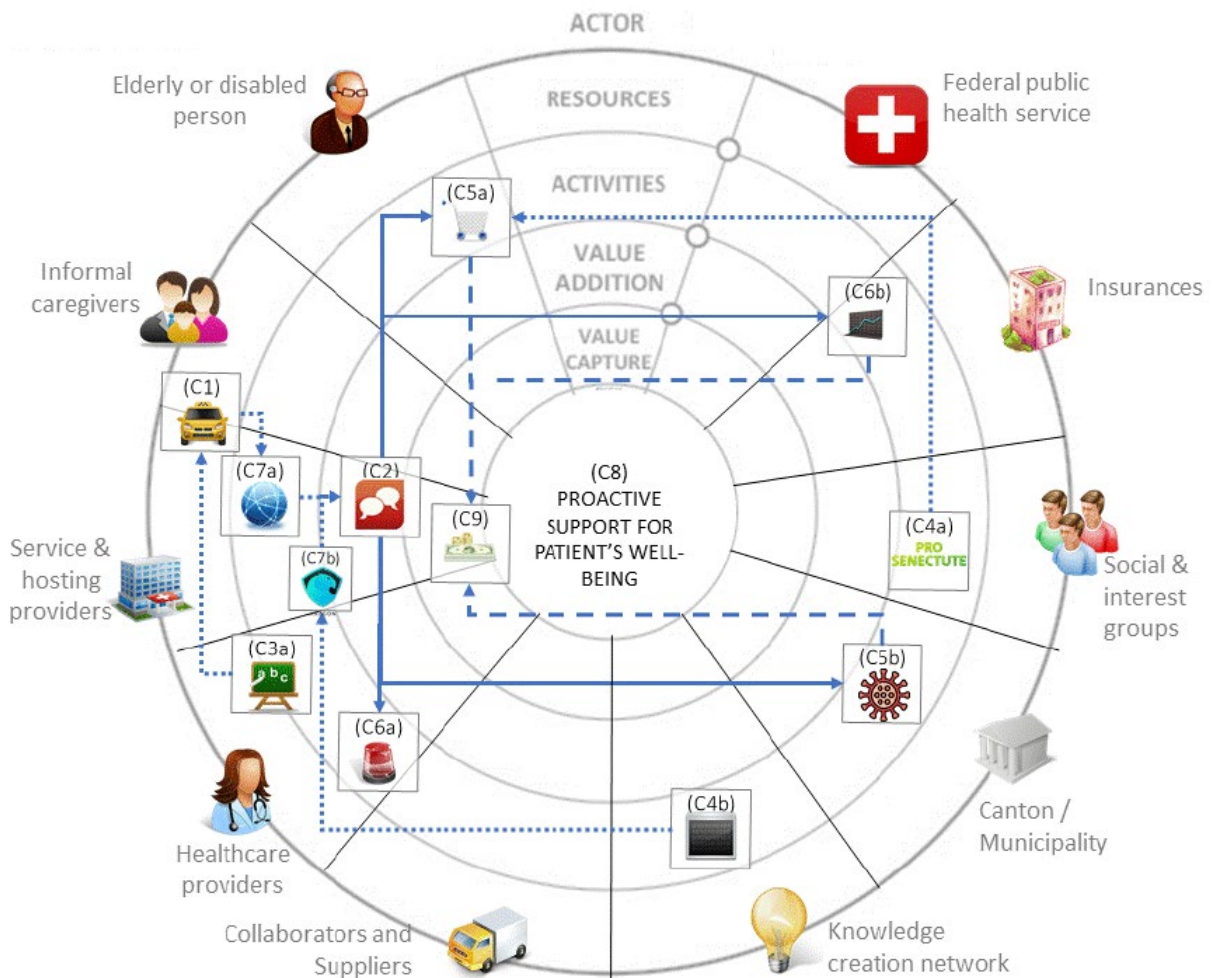 ACTOR
Elderly or disabled
person
RESOURCES
Federal public
health service
ACTIVITIES
(C5a)
VALUE
ADDITION
Informal
caregivers
(C6b)
Insurances
VALUE
CAPTURE
(C1)
(C7a)
(C2)
(C8)
PROACTIVE
SUPPORT FOR
PATIENT'S WELL-
BEING
(C9)
(C4a)
PRO
SENECTUTE
Service &
hosting
providers
(C7b)
Social &
interest
groups
(C3a)
a b c
(C5b)
(C6a)
(C4b)
Canton /
Municipality
Healthcare
providers
Collaborators and
Suppliers
Knowledge
creation network